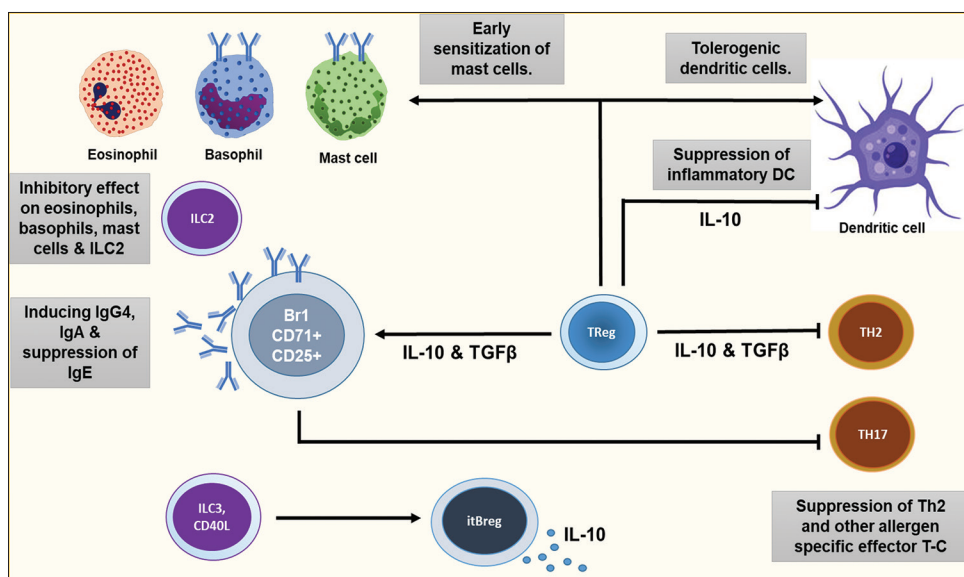 Early
sensitization of
mast cells.
Tolerogenic
dendritic cells.
Eosinophil
Basophil
Mast cell
Suppression of
inflammatory DC
IL-10
Dendritic cell
Inhibitory effect
on eosinophils,
basophils, mast
cells & ILC2
ILC2
Inducing IgG4,
IgA &
suppression of
IgE
Br1
CD71+
CD25+
IL-10 & TGFβ
TReg
IL-10 & TGFβ
TH2
TH17
ILC3,
CD40L
itBreg
IL-10
Suppression of Th2
and other allergen
specific effector T-C